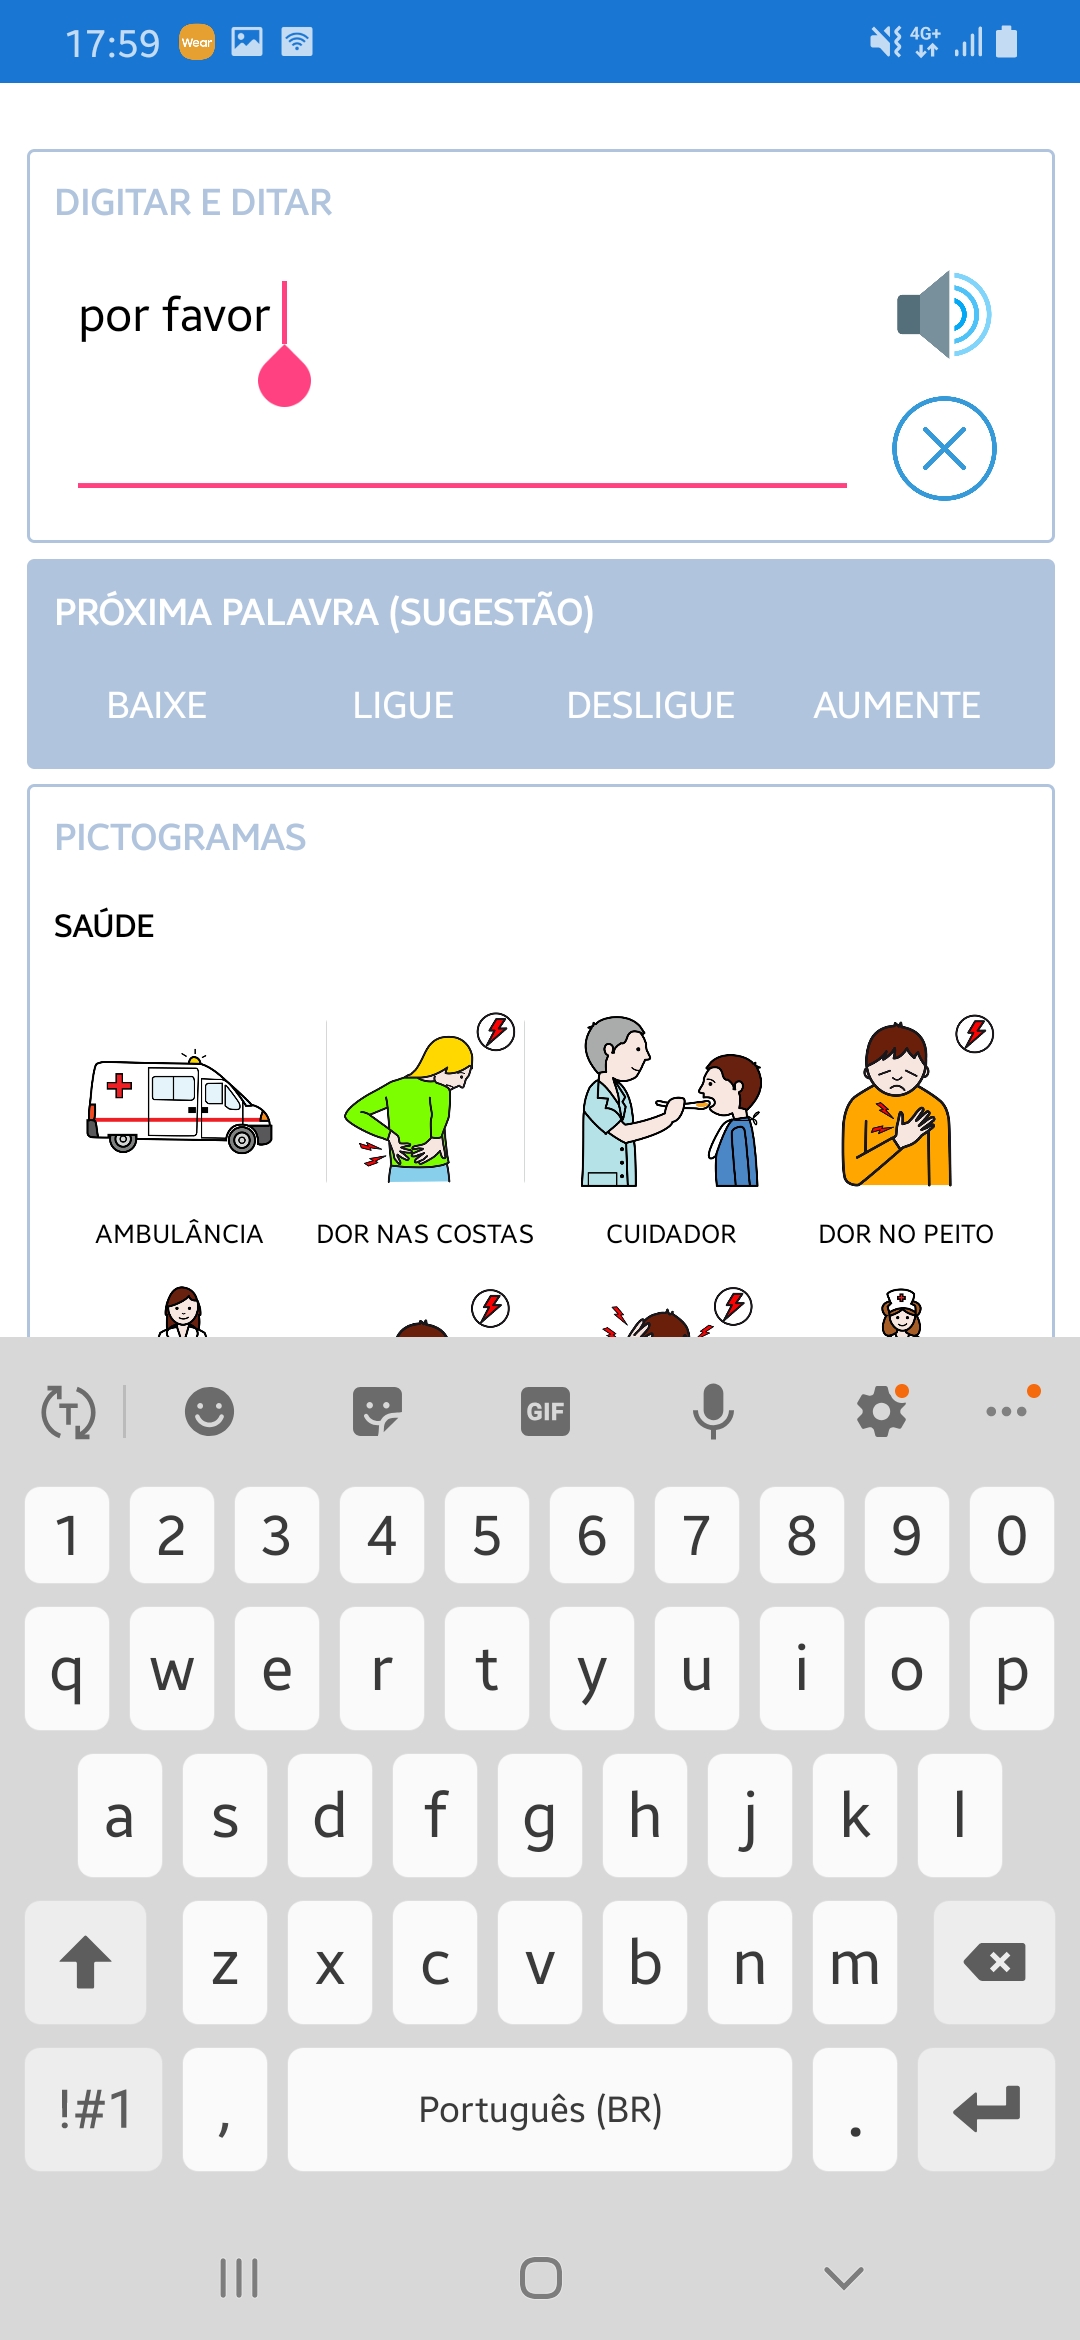 17:59 Wear 4G+
DIGITAR E DITAR
por favor
PRÓXIMA PALAVRA (SUGESTÃO)
BAIXE LIGUE DESLIGUE AUMENTE
PICTOGRAMAS
SAÚDE
AMBULÂNCIA DOR NAS COSTAS CUIDADOR DOR NO PEITO
T GIF
1 2 3 4 5 6 7 8 9 0
q w e r t y u i o p
a s d f g h j k l
z x c v b n m
!#1 , Português (BR) .